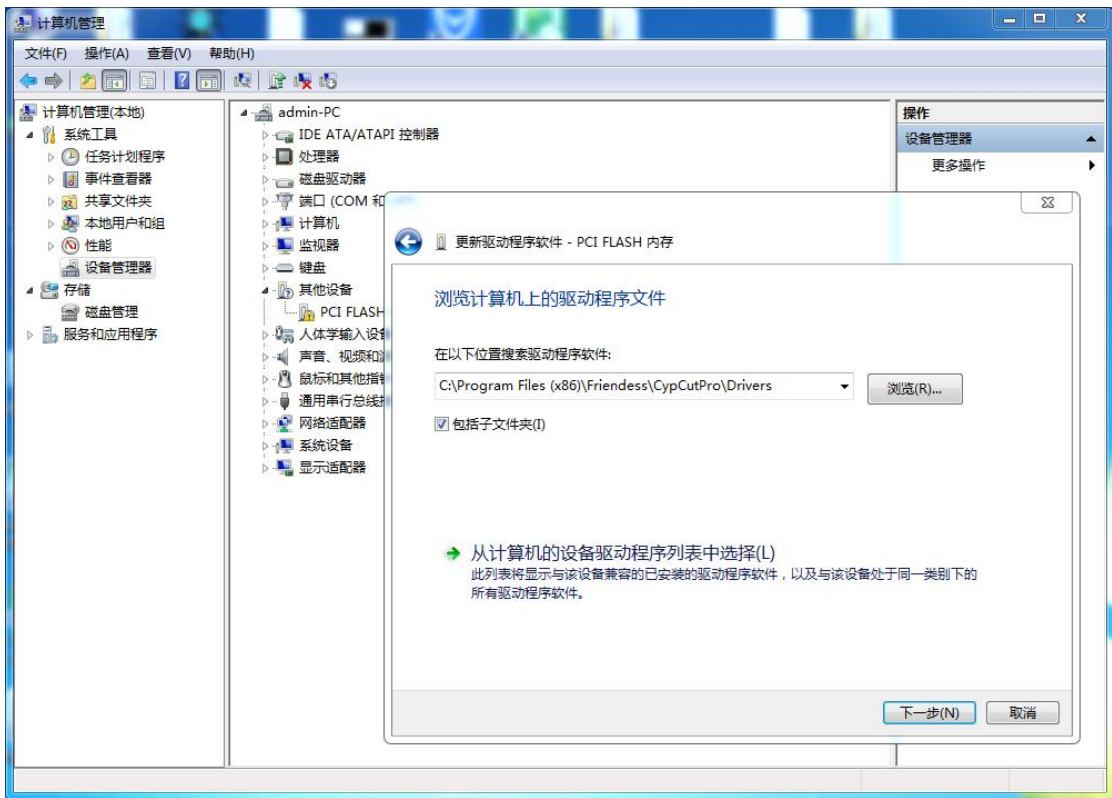 计算机管理
文件(F) 操作(A) 查看(V) 帮助(H)
计算机管理(本地)
系统工具
任务计划程序
事件查看器
共享文件夹
本地用户和组
性能
设备管理器
存储
磁盘管理
服务和应用程序
admin-PC
IDE ATA/ATAPI 控制器
处理器
磁盘驱动器
端口 (COM 和
计算机
监视器
键盘
其他设备
PCI FLASH
人体学输入设
声音、视频和
鼠标和其他指
通用串行总线
网络适配器
系统设备
显示适配器
操作
设备管理器
更多操作
更新驱动程序软件 - PCI FLASH 内存
浏览计算机上的驱动程序文件
在以下位置搜索驱动程序软件:
C:\Program Files (x86)\Friendess\CypCutPro\Drivers
浏览(R)...
包括子文件夹(I)
从计算机的设备驱动程序列表中选择(L)
此列表将显示与该设备兼容的已安装的驱动程序软件，以及与该设备处于同一类别下的
所有驱动程序软件。
下一步(N) 取消